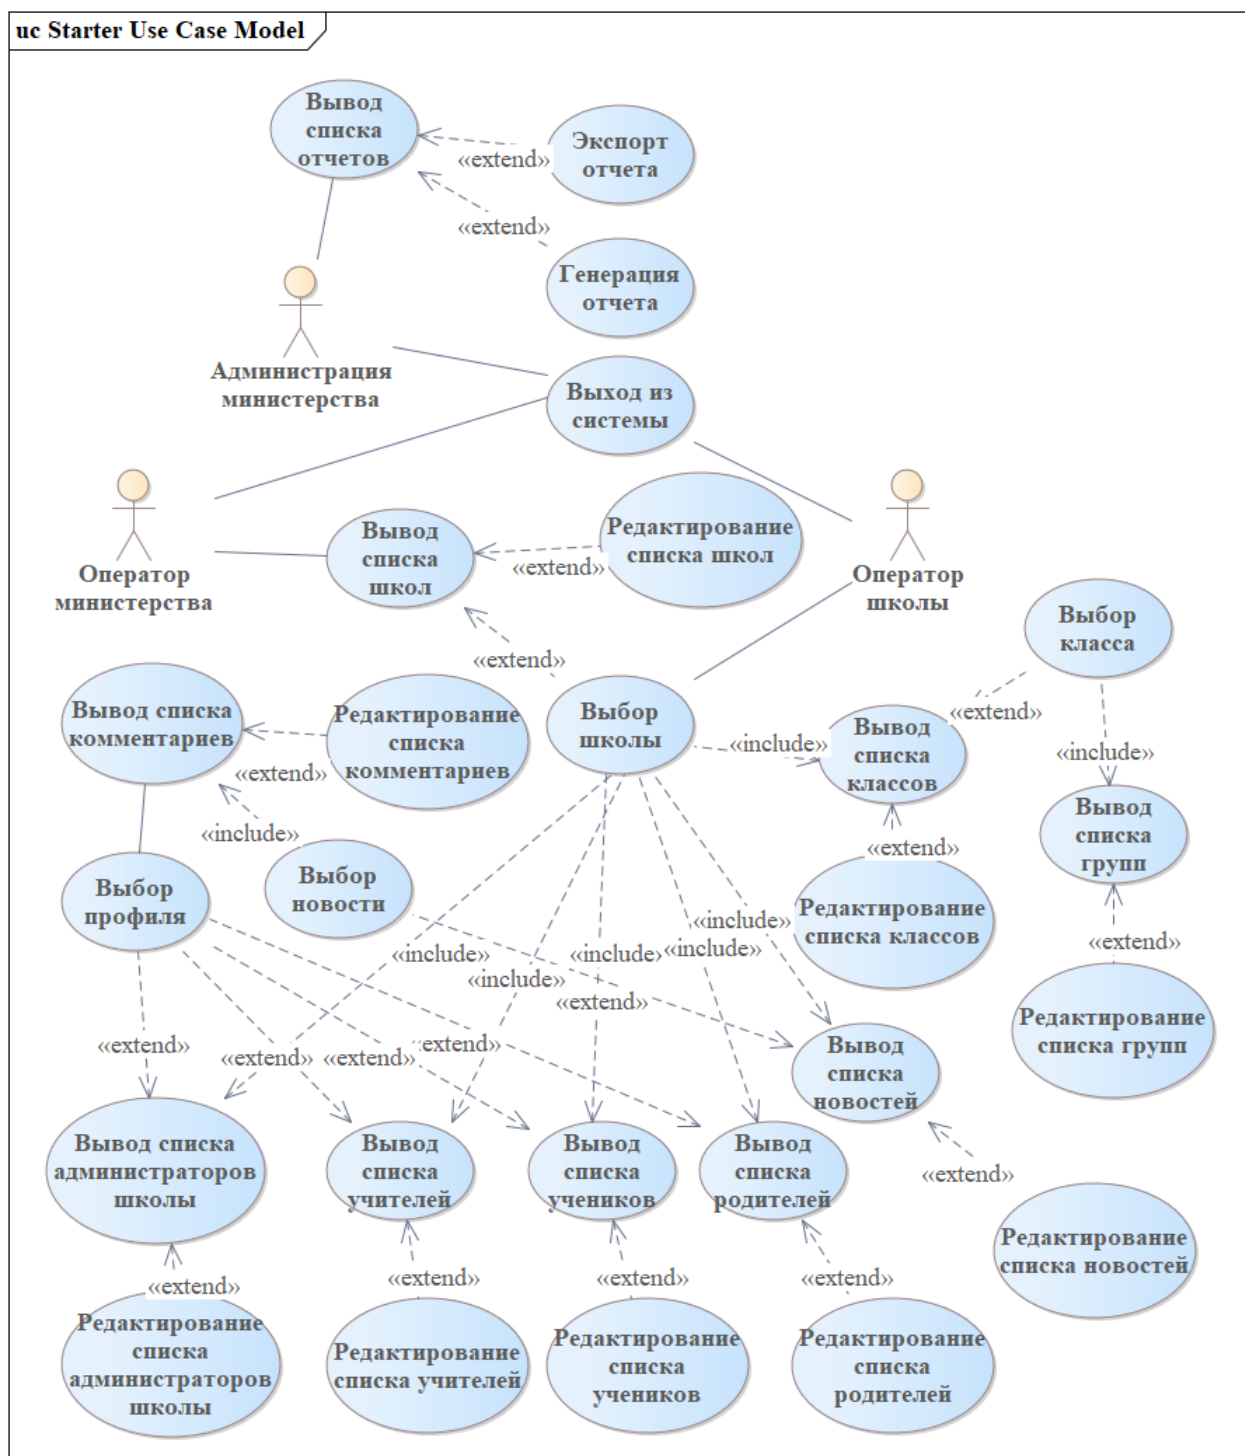 uc Starter Use Case Model
Вывод
списка
отчетов
Экспорт
отчета
«extend»
«extend»
Генерация
отчета
Администрация
министерства
Выход из
системы
Оператор
министерства
Вывод
списка
школ
Редактирование
списка школ
«extend»
Оператор
школы
Выбор
класса
«extend»
Вывод списка
комментариев
Редактирование
списка
комментариев
«extend»
Выбор
школы
«include»
Вывод
списка
классов
«extend»
«include»
Вывод
списка
групп
«include»
Выбор
новости
Выбор
профиля
«extend»
Редактирование
списка классов
«include»
«include»
«include»
«include»
«include»
«extend»
«extend»
Редактирование
списка групп
«extend»
«extend»
«extend»
«extend»
Вывод
списка
новостей
Вывод списка
администраторов
школы
Вывод
списка
учителей
Вывод
списка
учеников
Вывод
списка
родителей
«extend»
Редактирование
списка новостей
«extend»
«extend»
«extend»
«extend»
Редактирование
списка
администраторов
школы
Редактирование
списка учителей
Редактирование
списка
учеников
Редактирование
списка
родителей